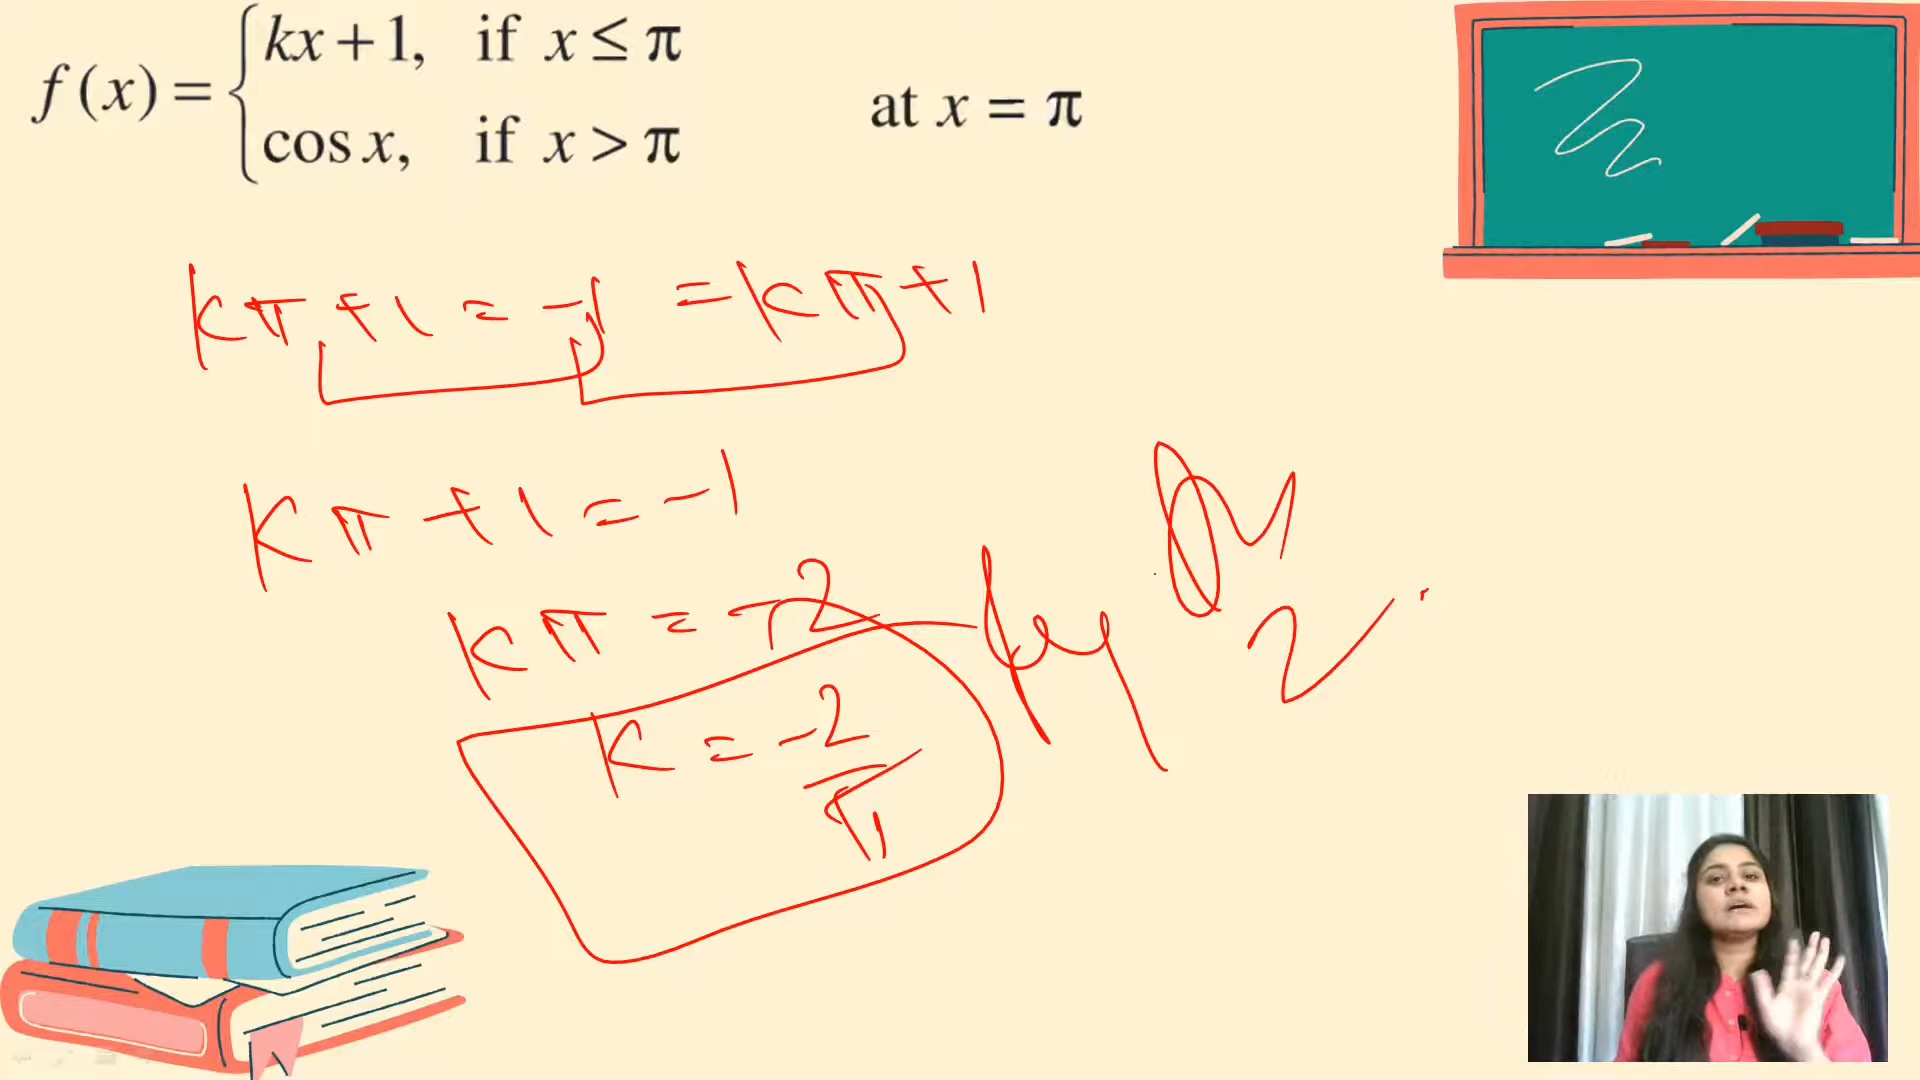 f(x) = { kx + 1, if x ≤ π
cos x, if x > π
at x = π
kπ + 1 = -1 = kπ + 1
kπ + 1 = -1
kπ = -2
k = -2/π